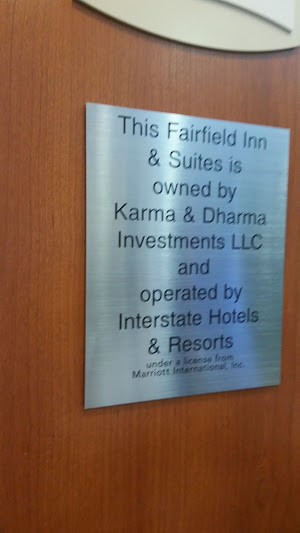 This Fairfield Inn
& Suites is
owned by
Karma & Dharma
Investments LLC
and
operated by
Interstate Hotels
& Resorts
under a license from
Marriott International, Inc.